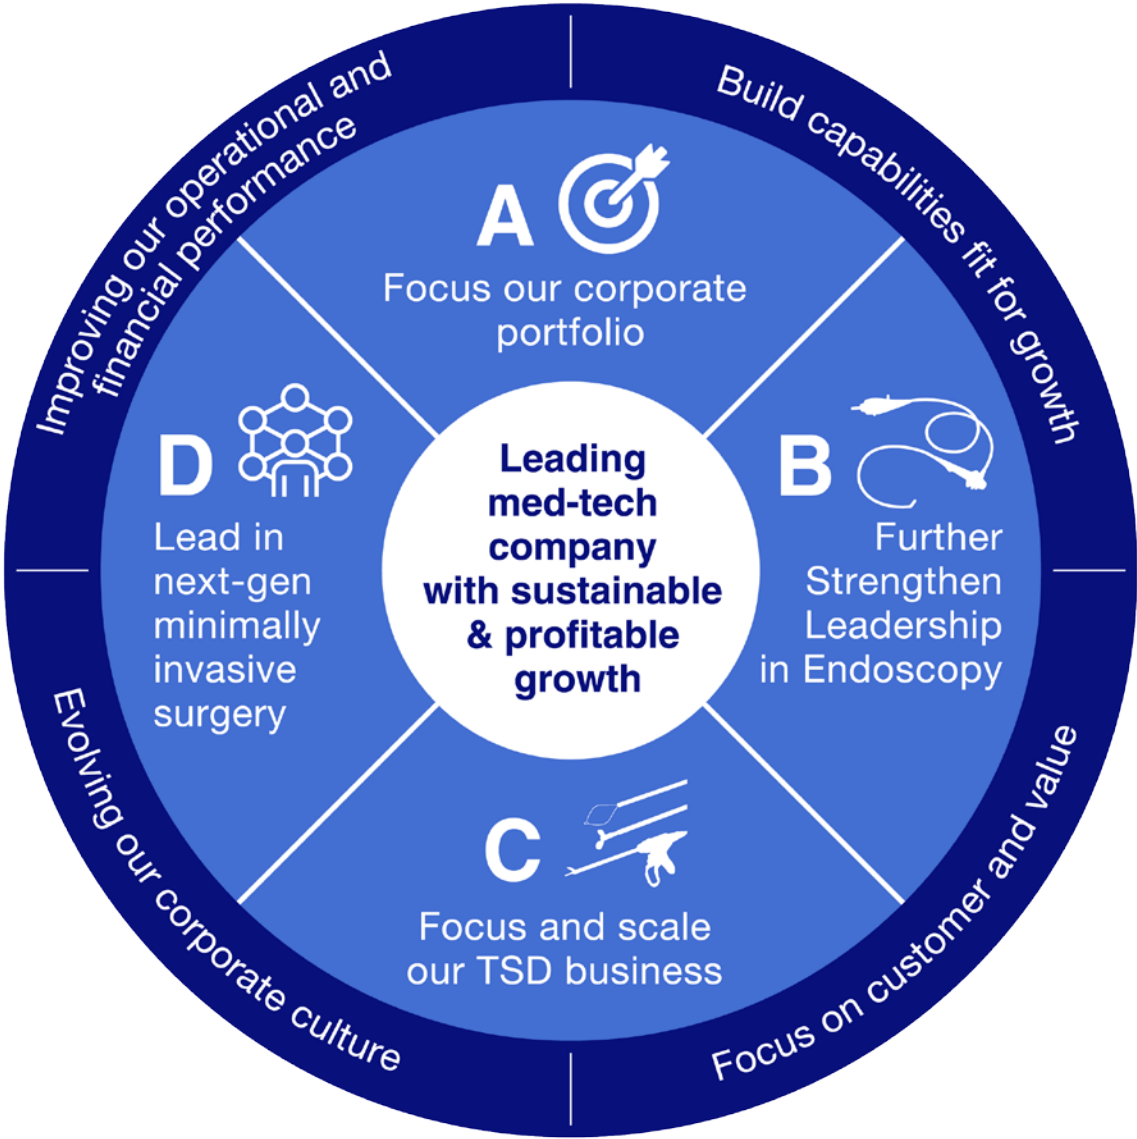 Improving our operational and
financial performance
Build capabilities fit for growth
A
Focus our corporate
portfolio
D
Lead in
next-gen
minimally
invasive
surgery
Leading
med-tech
company
with sustainable
& profitable
growth
B
Further
Strengthen
Leadership
in Endoscopy
C
Focus and scale
our TSD business
Evolving our corporate culture
Focus on customer and value